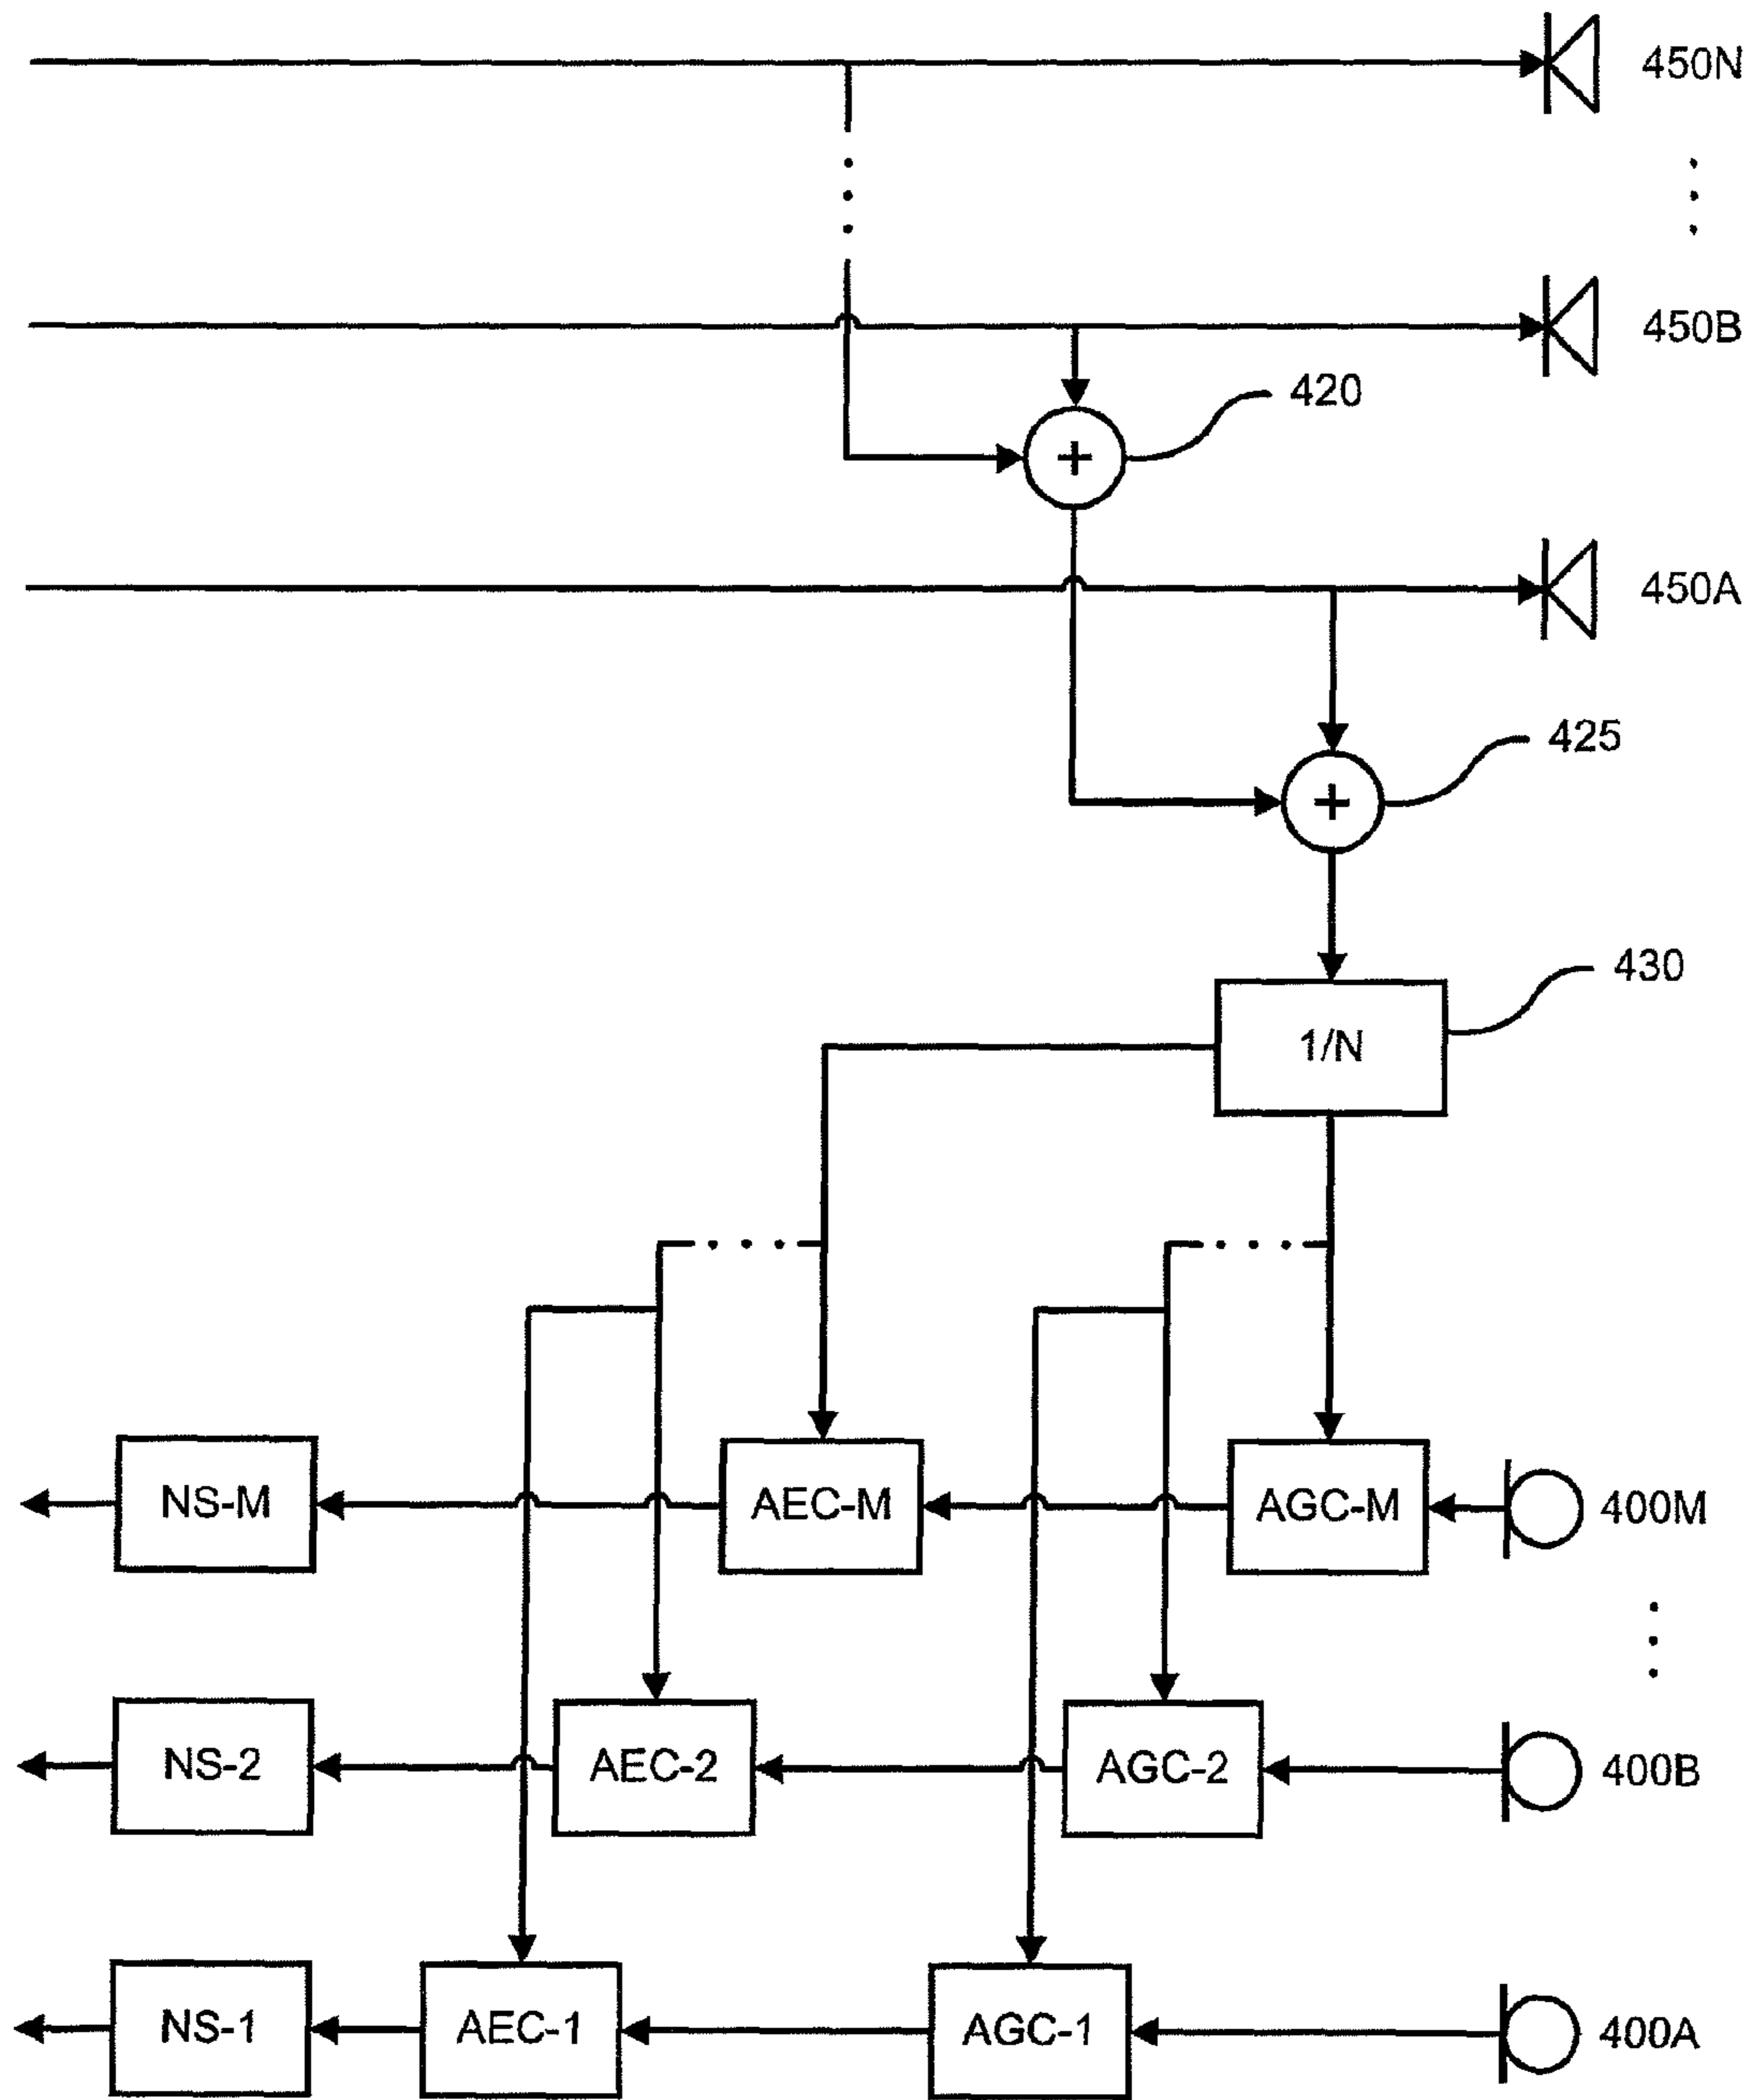 450N
450B
420
+
450A
425
+
430
1/N
NS-M AEC-M AGC-M 400M
NS-2 AEC-2 AGC-2 400B
NS-1 AEC-1 AGC-1 400A